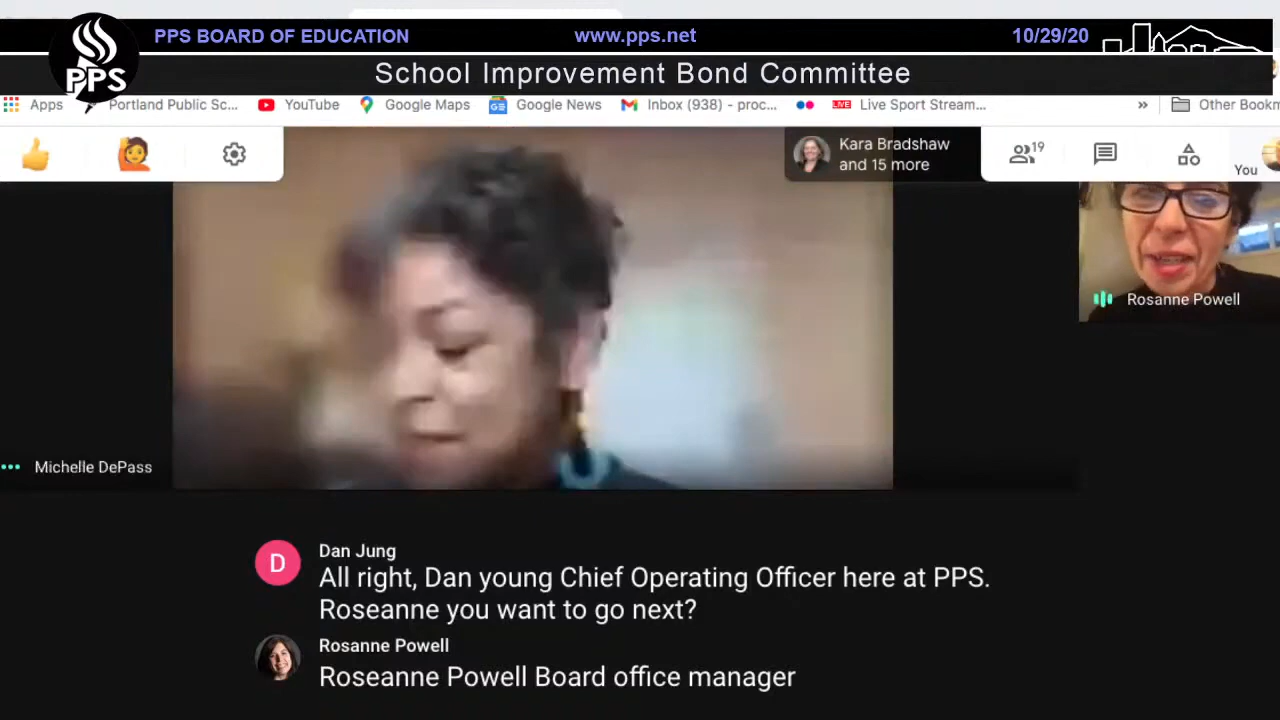 PPS BOARD OF EDUCATION
www.pps.net
10/29/20
PPS
School Improvement Bond Committee
Apps
Portland Public Sc...
YouTube
Google Maps
Google News
Inbox (938) - proc...
LIVE
Live Sport Stream...
»
Other Bookm
Kara Bradshaw
and 15 more
19
You
Rosanne Powell
Michelle DePass
D
Dan Jung
All right, Dan young Chief Operating Officer here at PPS.
Roseanne you want to go next?
Rosanne Powell
Roseanne Powell Board office manager